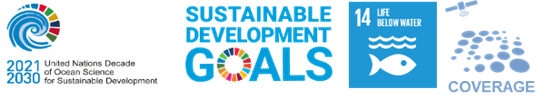 2021
2030
United Nations Decade
of Ocean Science
for Sustainable Development
SUSTAINABLE
DEVELOPMENT
GOALS
14 LIFE
BELOW WATER
COVERAGE